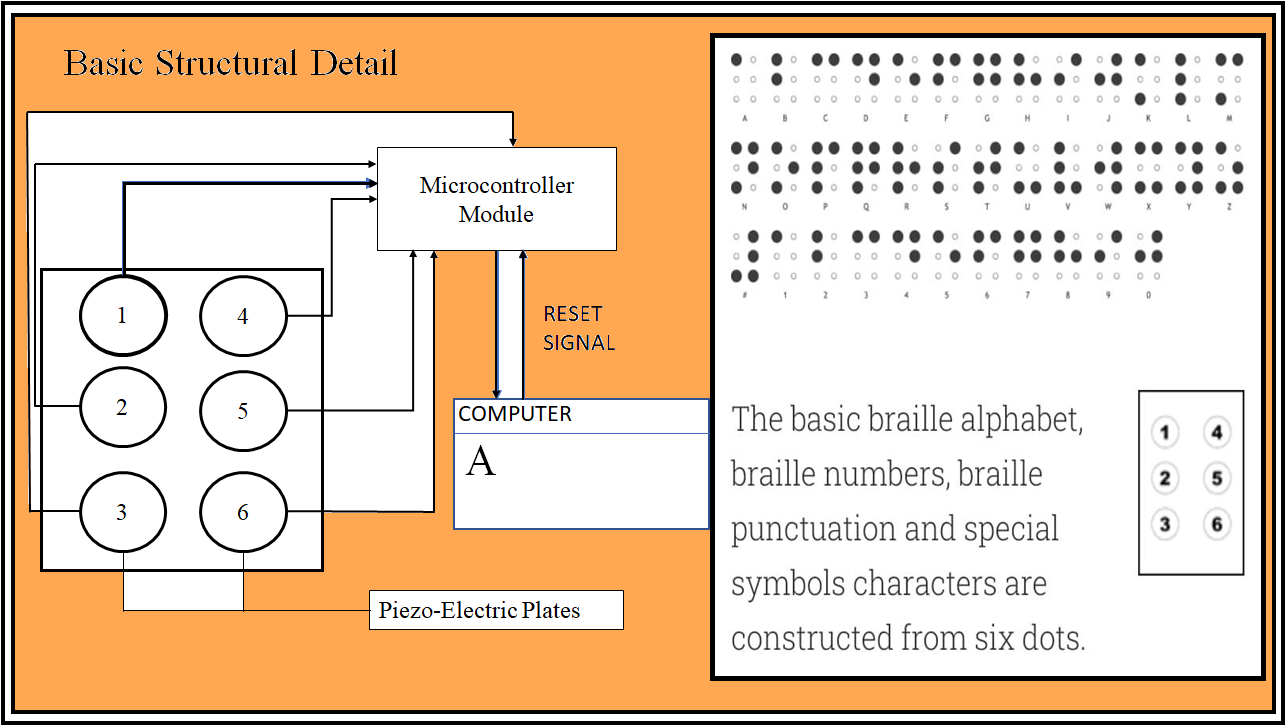 Basic Structural Detail
Microcontroller
Module
1
4
2
5
3
6
RESET
SIGNAL
COMPUTER
A
Piezo-Electric Plates
A B C D E F G H I J K L M
N O P Q R S T U V W X Y Z
# 1 2 3 4 5 6 7 8 9 0
The basic braille alphabet,
braille numbers, braille
punctuation and special
symbols characters are
constructed from six dots.
1 4
2 5
3 6